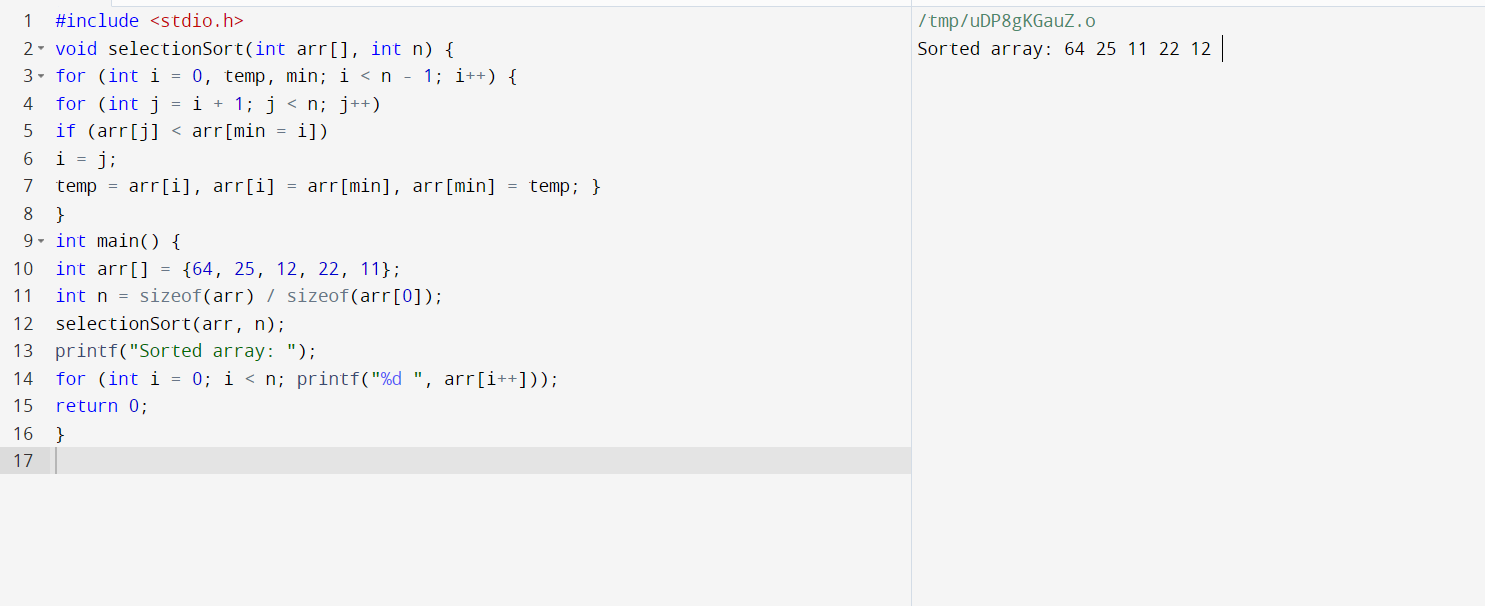 1 #include <stdio.h>
2 void selectionSort(int arr[], int n) {
3 for (int i = 0, temp, min; i < n - 1; i++) {
4 for (int j = i + 1; j < n; j++)
5 if (arr[j] < arr[min = i])
6 i = j;
7 temp = arr[i], arr[i] = arr[min], arr[min] = temp; }
8 }
9 int main() {
10 int arr[] = {64, 25, 12, 22, 11};
11 int n = sizeof(arr) / sizeof(arr[0]);
12 selectionSort(arr, n);
13 printf("Sorted array: ");
14 for (int i = 0; i < n; printf("%d ", arr[i++]));
15 return 0;
16 }
17
/tmp/uDP8gKGauZ.o
Sorted array: 64 25 11 22 12